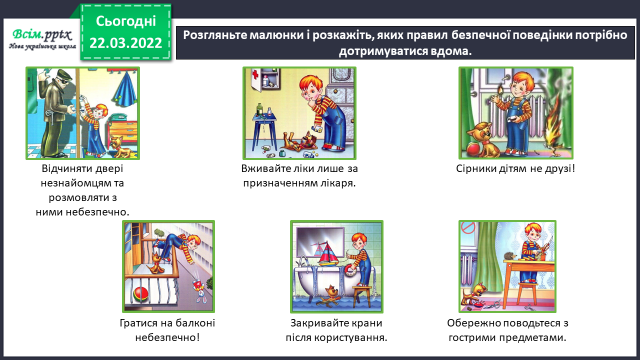 Всім.pptx
Нова українська школа
Сьогодні
22.03.2022
Розгляньте малюнки і розкажіть, яких правил безпечної поведінки потрібно
дотримуватися вдома.
Відчиняти двері
незнайомцям та
розмовляти з
ними небезпечно.
Вживайте ліки лише за
призначенням лікаря.
Сірники дітям не друзі!
Гратися на балконі
небезпечно!
Закривайте крани
після користування.
Обережно поводьтеся з
гострими предметами.